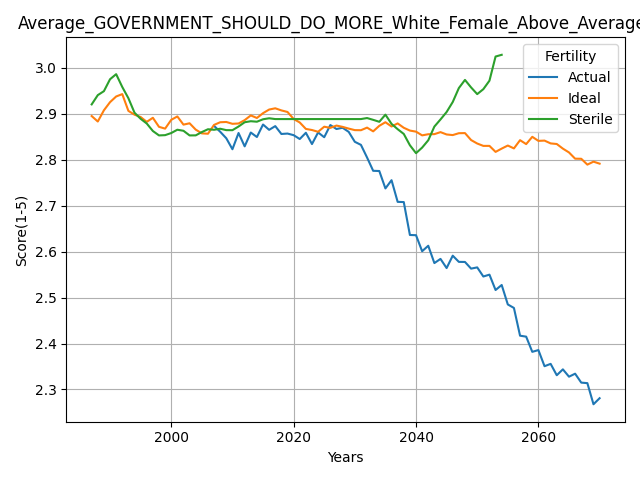 Average_GOVERNMENT_SHOULD_DO_MORE_White_Female_Above_Average
Fertility
Actual
Ideal
Sterile
Score(1-5)
3.0
2.9
2.8
2.7
2.6
2.5
2.4
2.3
2000
2020
2040
2060
Years